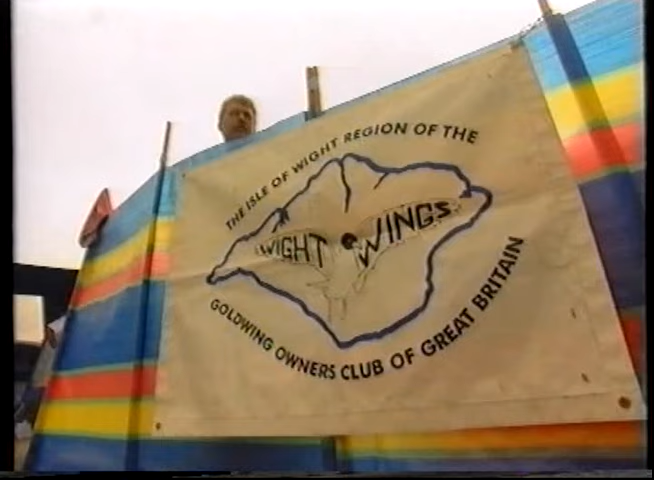 THE ISLE OF WIGHT REGION OF THE
WIGHT WINGS
GOLDWING OWNERS CLUB OF GREAT BRITAIN